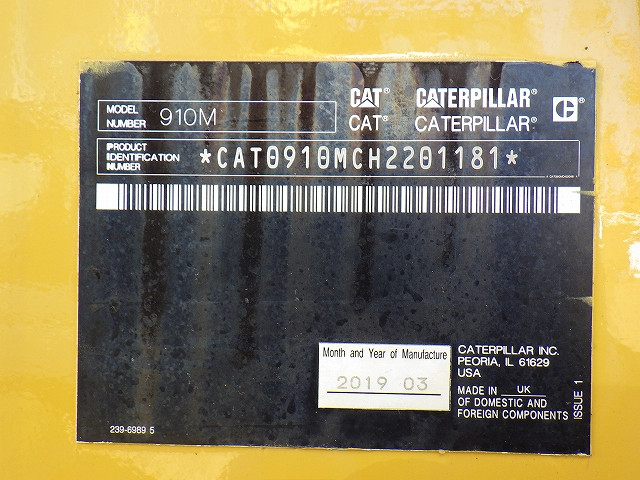 MODEL NUMBER 910M
CAT® CATERPILLAR®
CAT® CATERPILLAR®
PRODUCT IDENTIFICATION NUMBER *CAT0910MCH2201181*
Month and Year of Manufacture
2019 03
CATERPILLAR INC.
PEORIA, IL 61629
USA
MADE IN UK
OF DOMESTIC AND
FOREIGN COMPONENTS
ISSUE 1
239-6989 5